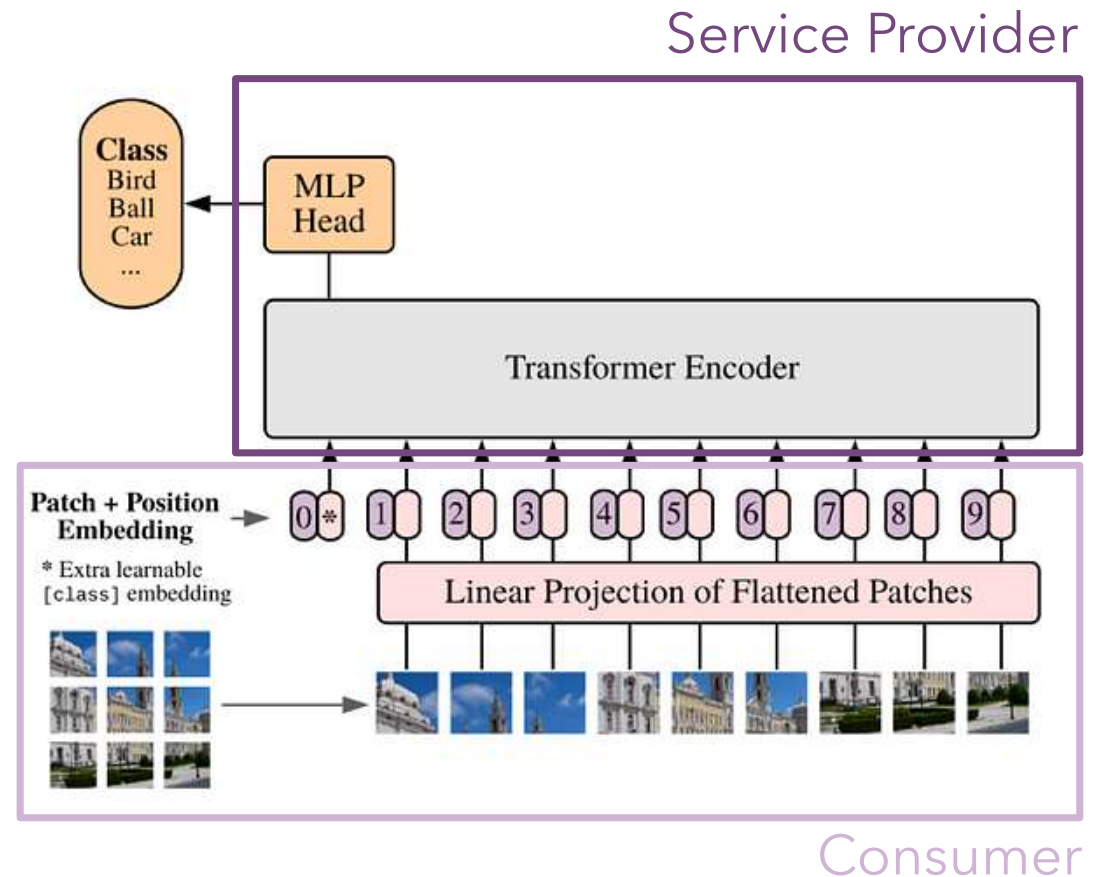 Service Provider
Class
Bird
Ball
Car
...
MLP
Head
Transformer Encoder
Patch + Position
Embedding
0 * 1 2 3 4 5 6 7 8 9
* Extra learnable
[class] embedding
Linear Projection of Flattened Patches
Consumer